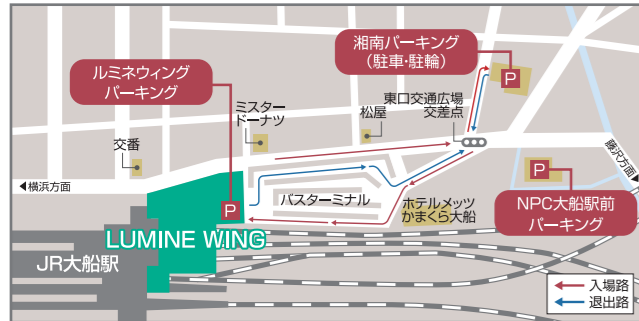 湘南パーキング
(駐車・駐輪)
P
ルミネウィング
パーキング
ミスター
ドーナツ
松屋
東口交通広場
交差点
交番
藤沢方面
横浜方面
P
バスターミナル
ホテルメッツ
かまくら大船
P
NPC大船駅前
パーキング
LUMINE WING
JR大船駅
入場路
退出路